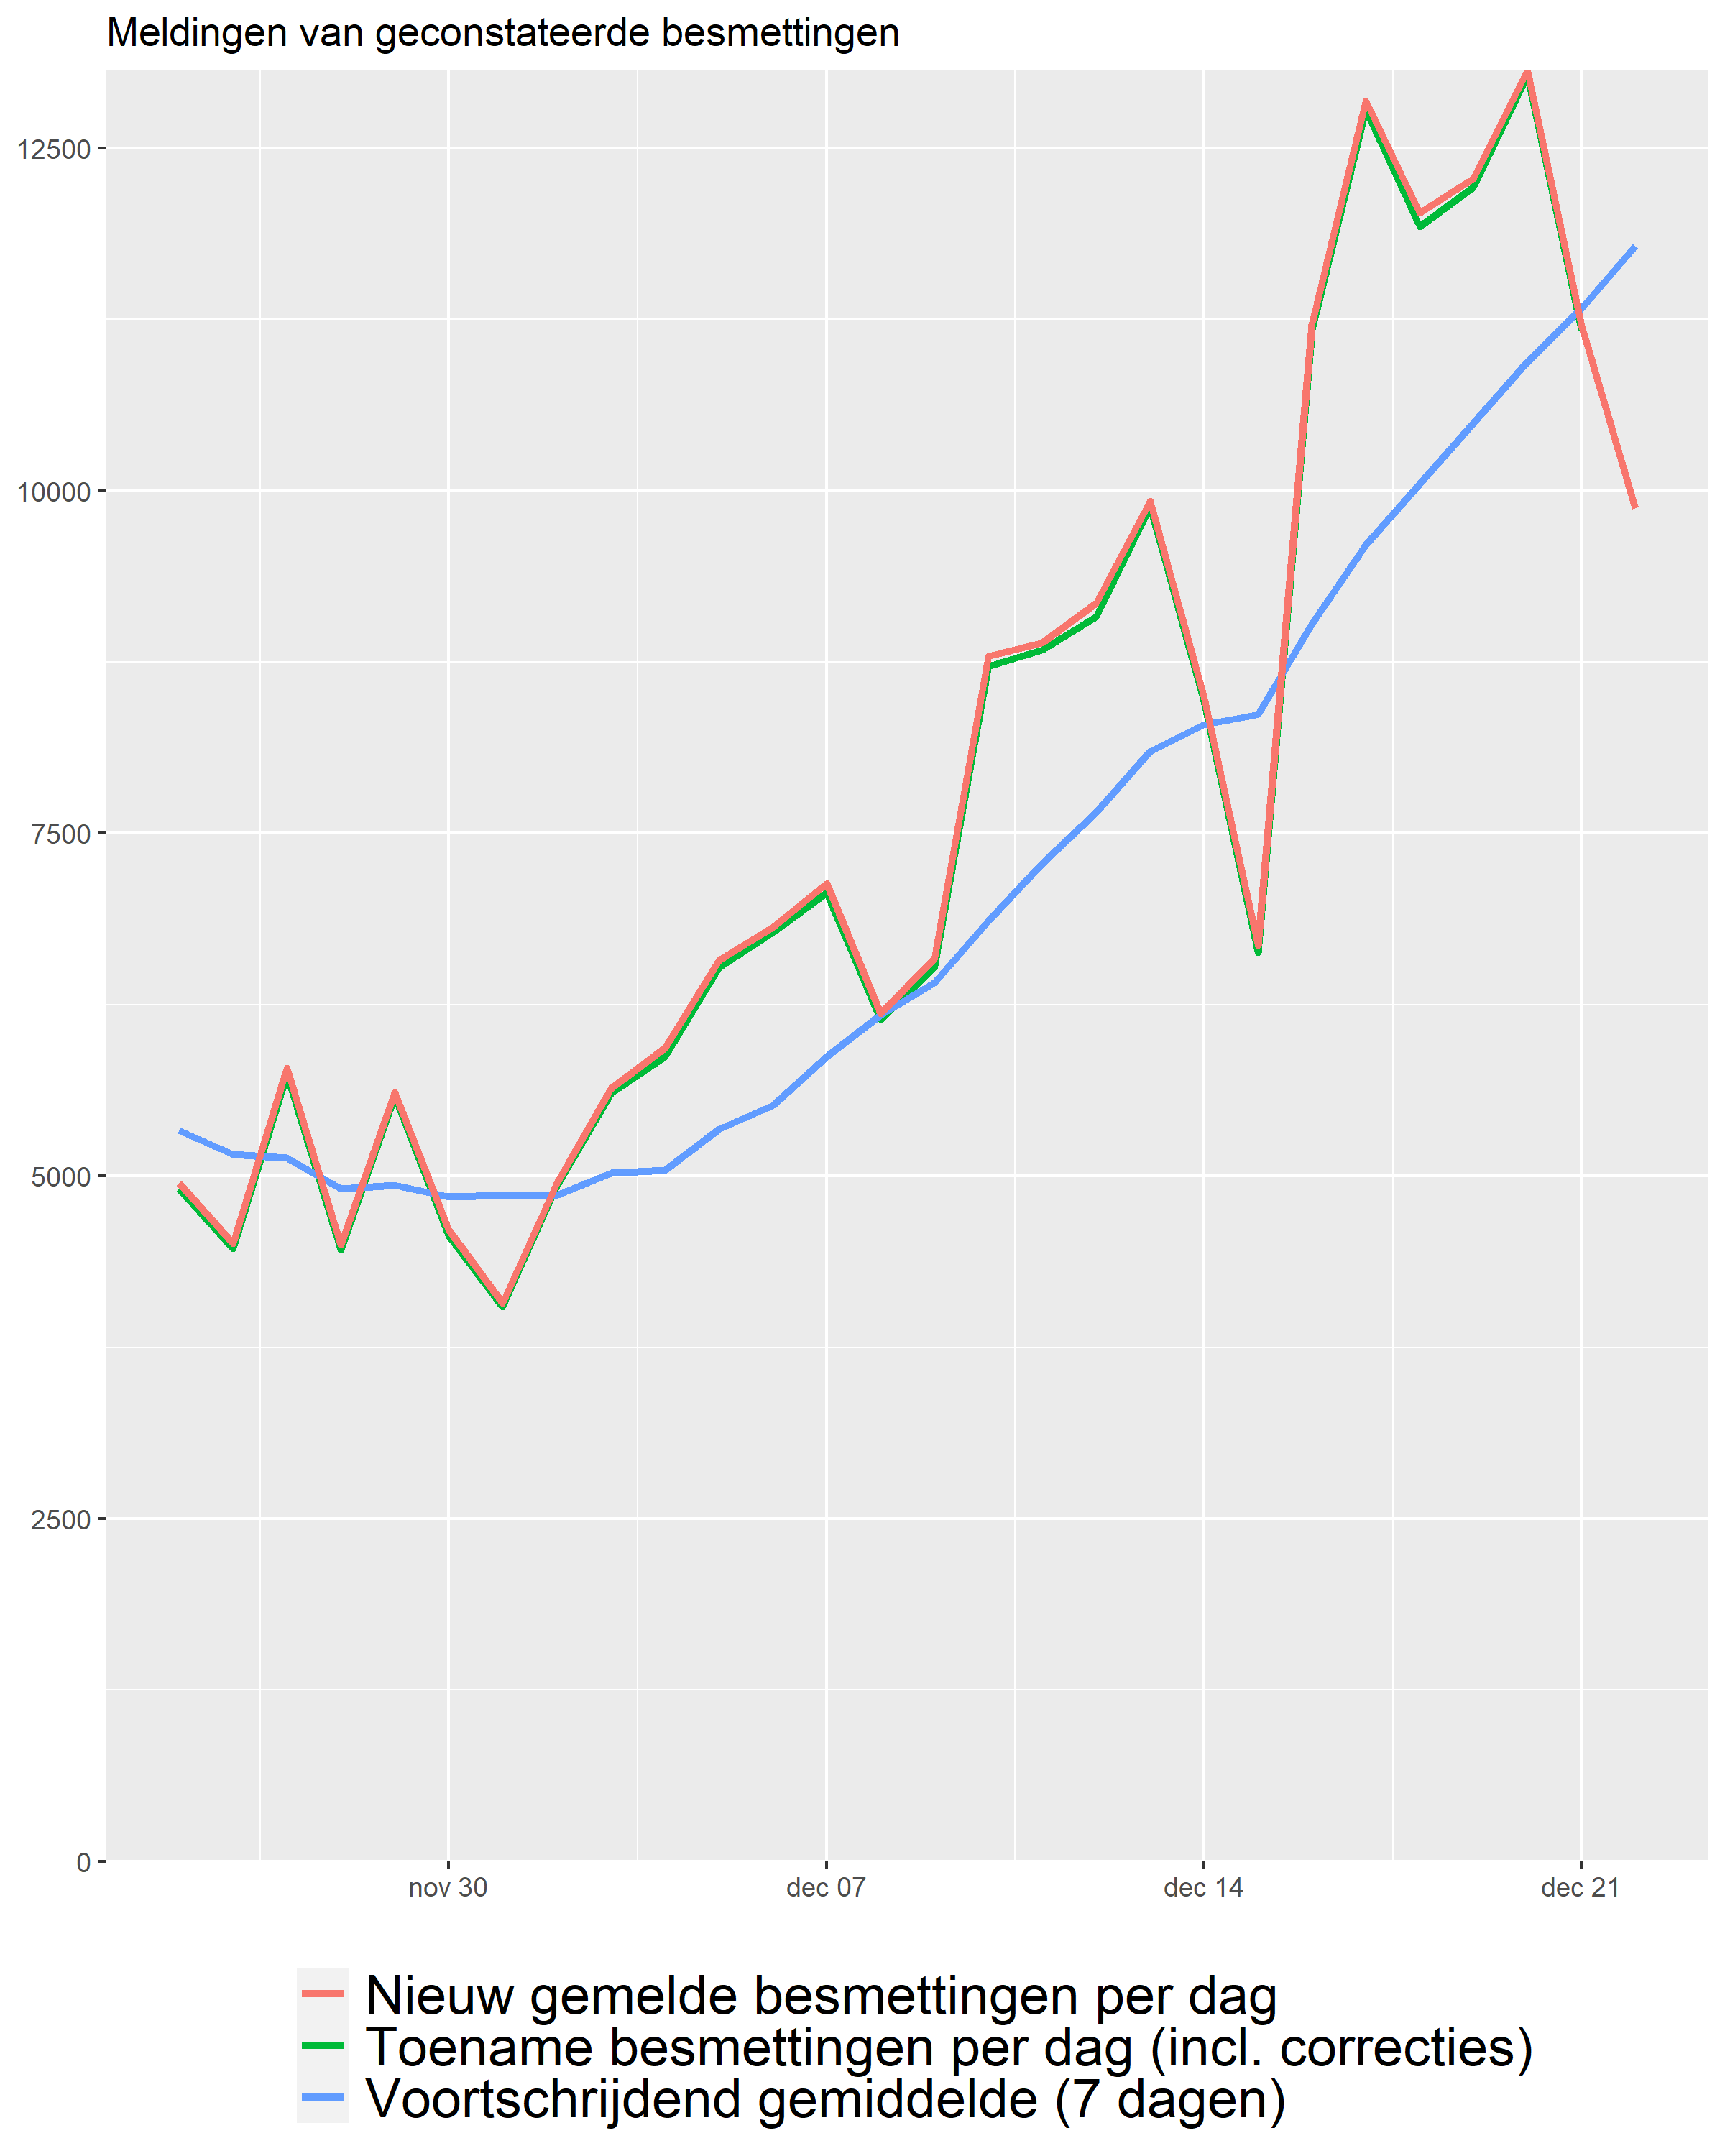 Meldingen van geconstateerde besmettingen
12500
10000
7500
5000
2500
0
nov 30 dec 07 dec 14 dec 21
Nieuw gemelde besmettingen per dag
Toename besmettingen per dag (incl. correcties)
Voortschrijdend gemiddelde (7 dagen)